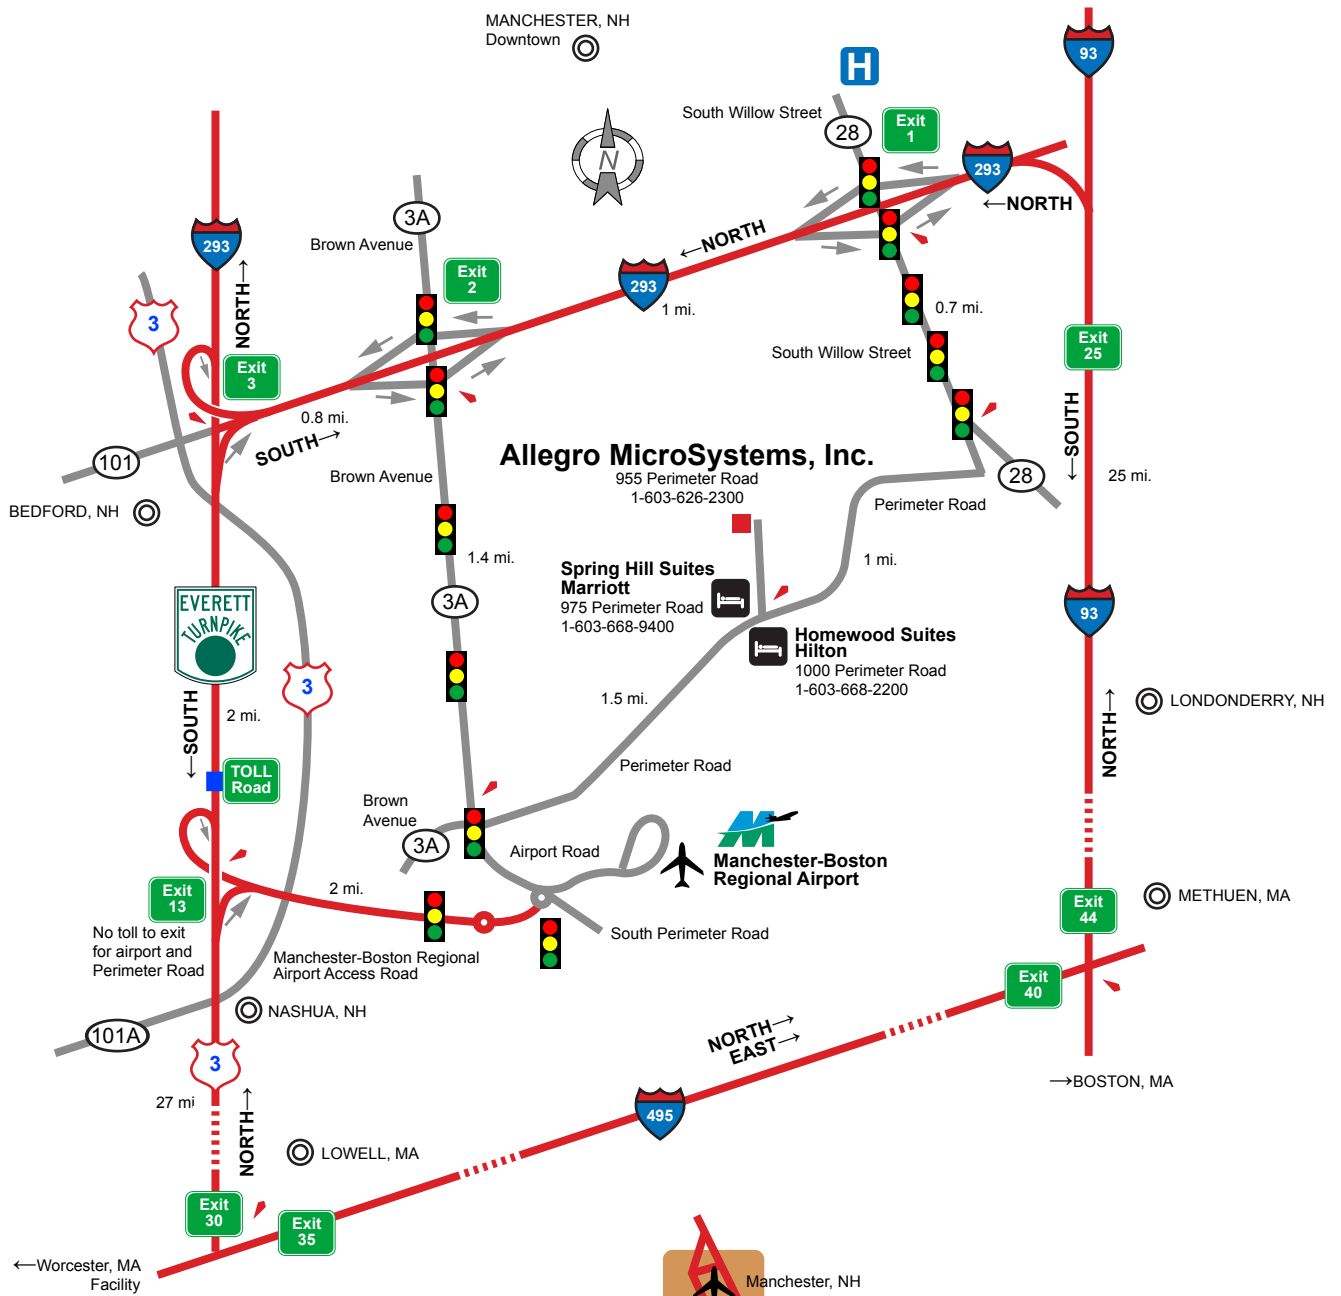 MANCHESTER, NH
Downtown
93
H
South Willow Street
28
Exit
1
293
←NORTH
N
3A
Brown Avenue
←NORTH
293
NORTH→
Exit
2
293
1 mi.
0.7 mi.
3
South Willow Street
Exit
25
Exit
3
0.8 mi.
SOUTH→
101
Brown Avenue
←SOUTH
25 mi.
Allegro MicroSystems, Inc.
955 Perimeter Road
1-603-626-2300
28
Perimeter Road
BEDFORD, NH
1.4 mi.
1 mi.
Spring Hill Suites
Marriott
975 Perimeter Road
1-603-668-9400
EVERETT
TURNPIKE
3A
93
Homewood Suites
Hilton
1000 Perimeter Road
1-603-668-2200
3
1.5 mi.
←SOUTH
2 mi.
NORTH→
LONDONDERRY, NH
TOLL
Road
Perimeter Road
Brown
Avenue
3A
Airport Road
M
Manchester-Boston
Regional Airport
2 mi.
Exit
13
Exit
44
METHUEN, MA
No toll to exit
for airport and
Perimeter Road
South Perimeter Road
Manchester-Boston Regional
Airport Access Road
Exit
40
NASHUA, NH
101A
NORTH→
EAST→
3
→BOSTON, MA
27 mi
NORTH→
495
LOWELL, MA
Exit
30
Exit
35
←Worcester, MA
Facility
Manchester, NH